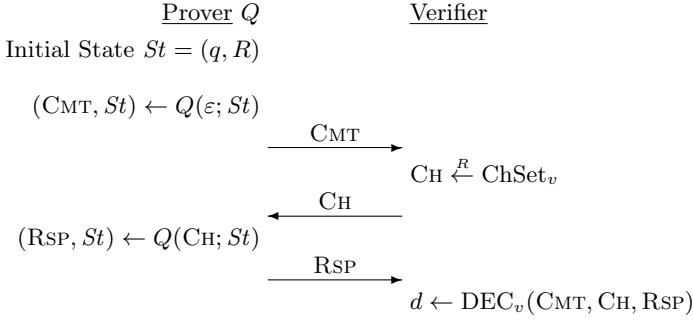 Prover Q Verifier
Initial State St = (q, R)
(CMT, St) ← Q(ε; St)
CMT
CH ←R ChSet_v
CH
(RSP, St) ← Q(CH; St)
RSP
d ← DEC_v(CMT, CH, RSP)